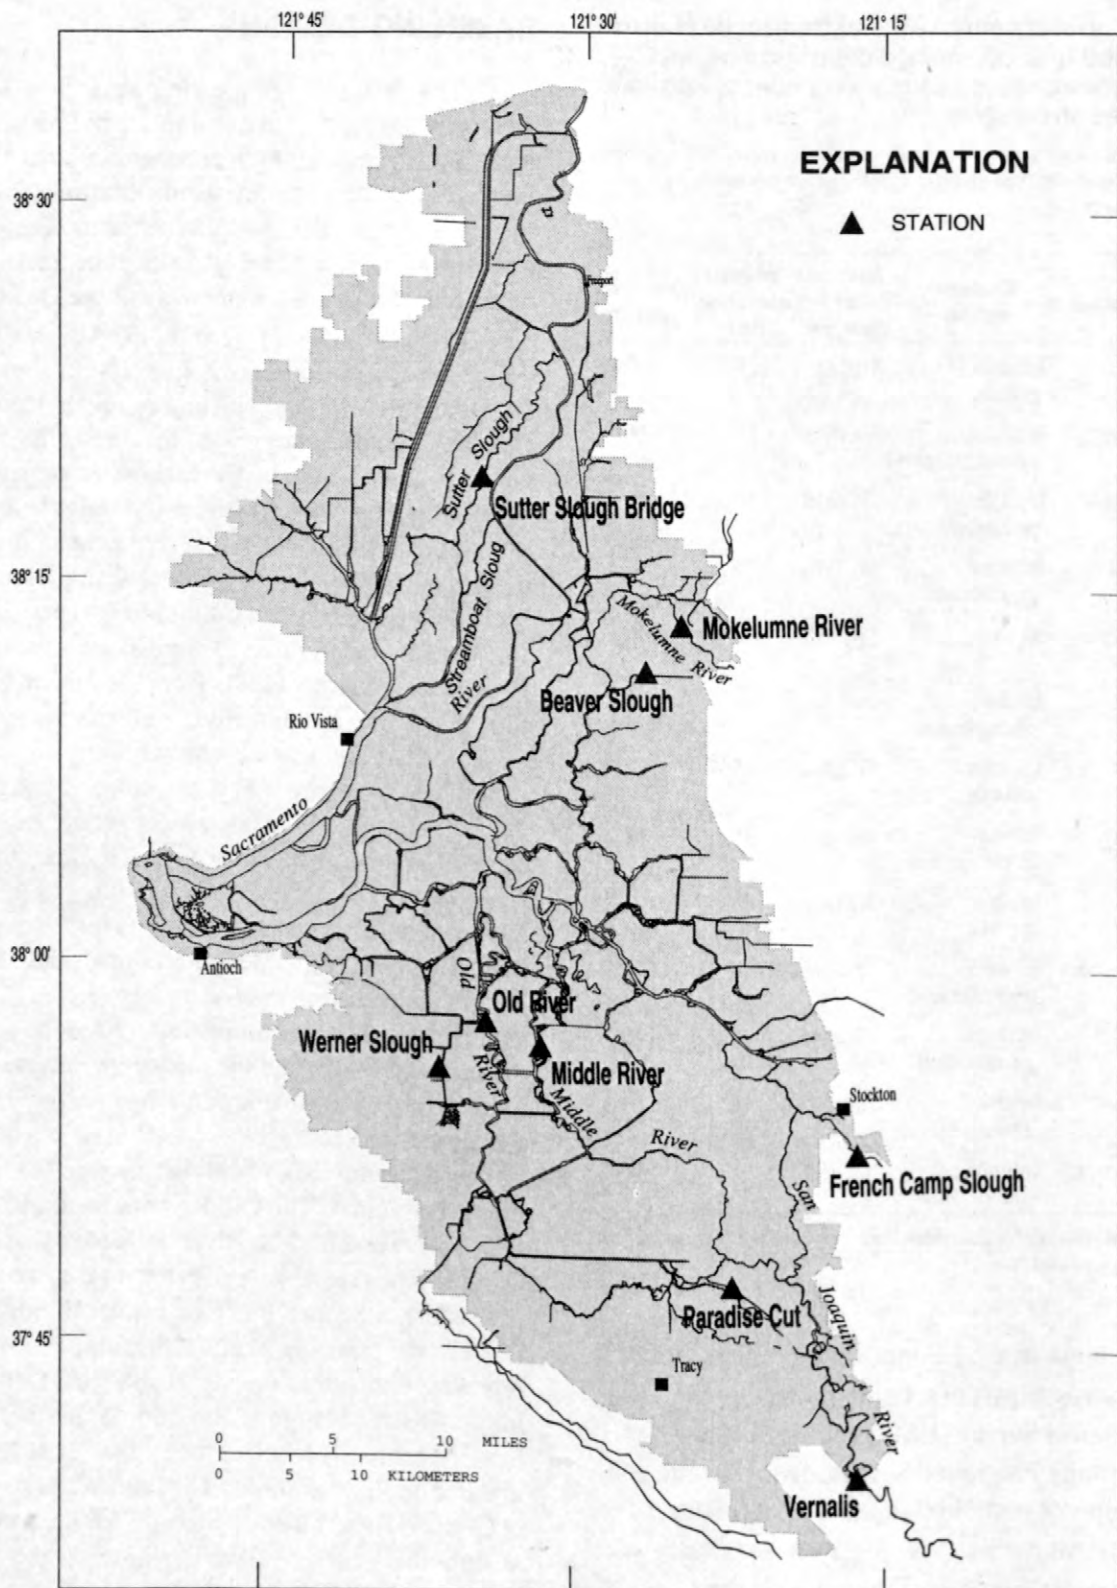 121° 45'
121° 30'
121° 15'
EXPLANATION
38° 30'
STATION
Freeport
Sutter Slough
Sutter Slough Bridge
38° 15'
Streamboat Sloug
Mokelumne River
Mokelumne River
Beaver Slough
River
Rio Vista
Sacramento
38° 00'
Antioch
Old
Old River
Werner Slough
River
Middle River
Middle
River
Stockton
San
French Camp Slough
Joaquin
Paradise Cut
37° 45'
Tracy
River
0 5 10 MILES
0 5 10 KILOMETERS
Vernalis